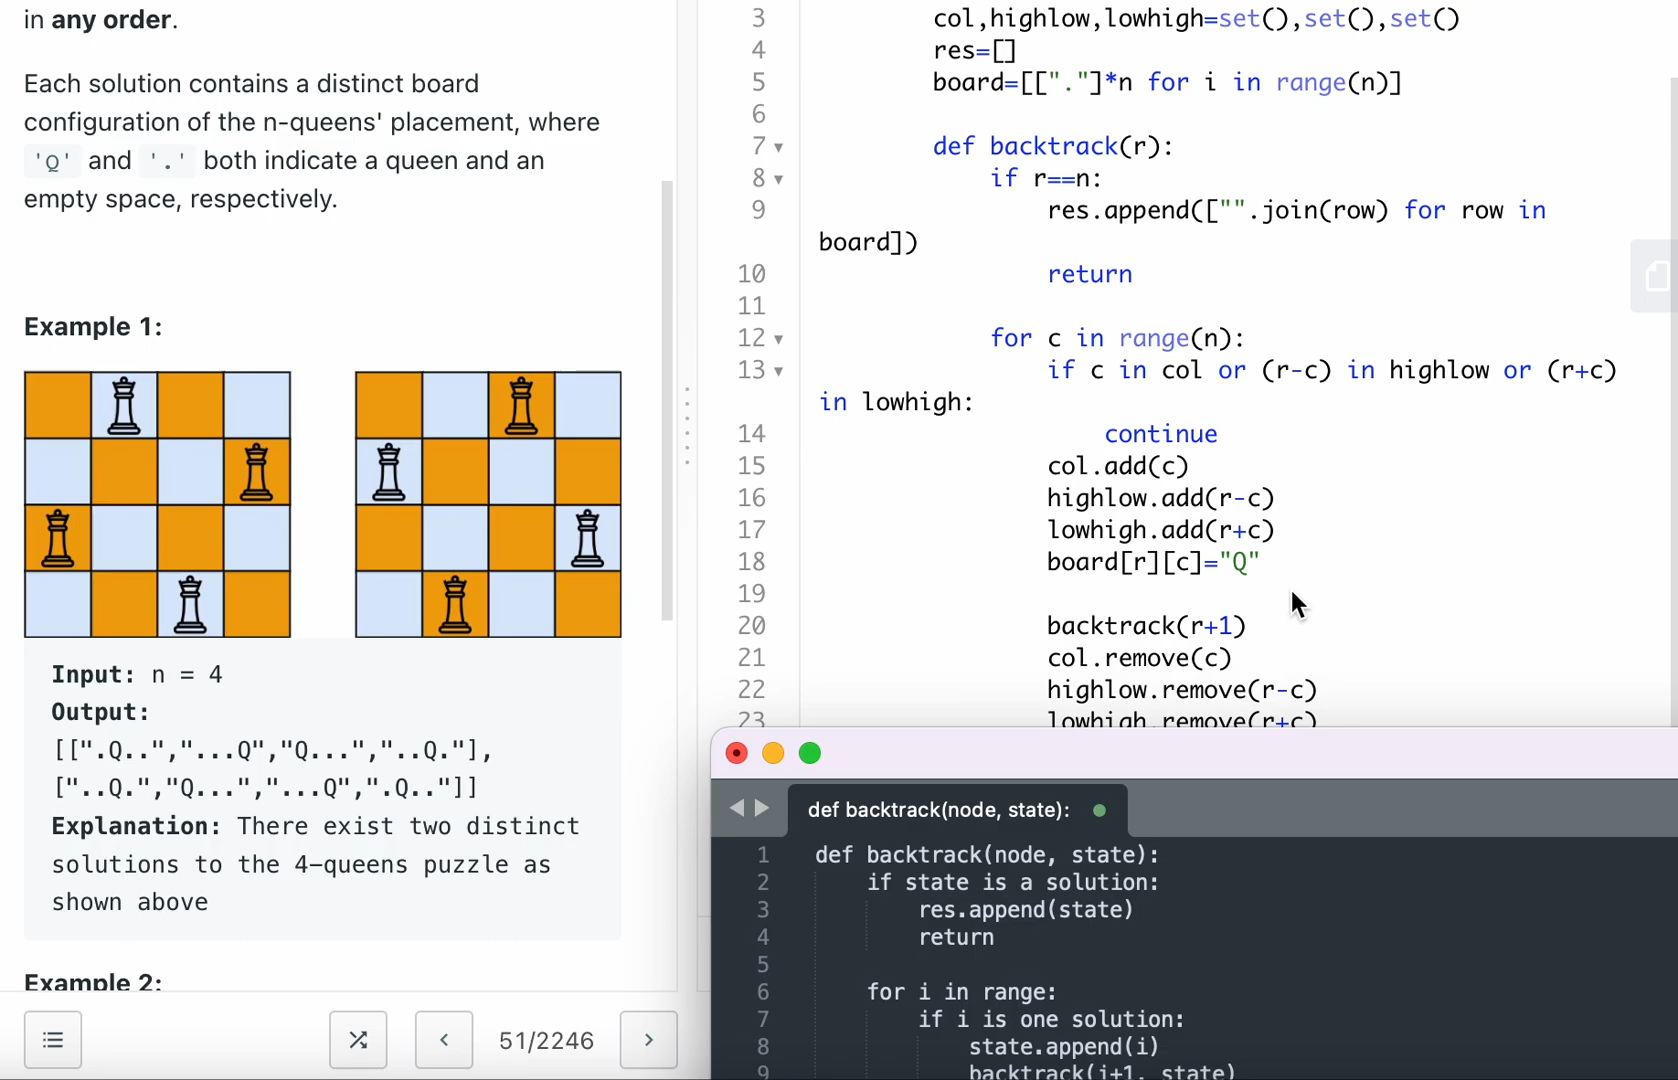 in any order.
Each solution contains a distinct board
configuration of the n-queens' placement, where
'Q' and '.' both indicate a queen and an
empty space, respectively.
Example 1:
Input: n = 4
Output:
[[".Q..","...Q","Q...","..Q."],
["..Q.","Q...","...Q",".Q.."]]
Explanation: There exist two distinct
solutions to the 4-queens puzzle as
shown above
Example 2:
51/2246
3 col,highlow,lowhigh=set(),set(),set()
4 res=[]
5 board=[["."]*n for i in range(n)]
6
7 def backtrack(r):
8 if r==n:
9 res.append(["".join(row) for row in
board])
10 return
11
12 for c in range(n):
13 if c in col or (r-c) in highlow or (r+c)
in lowhigh:
14 continue
15 col.add(c)
16 highlow.add(r-c)
17 lowhigh.add(r+c)
18 board[r][c]="Q"
19
20 backtrack(r+1)
21 col.remove(c)
22 highlow.remove(r-c)
23 lowhigh.remove(r+c)
def backtrack(node, state):
1 def backtrack(node, state):
2 if state is a solution:
3 res.append(state)
4 return
5
6 for i in range:
7 if i is one solution:
8 state.append(i)
9 backtrack(i+1, state)